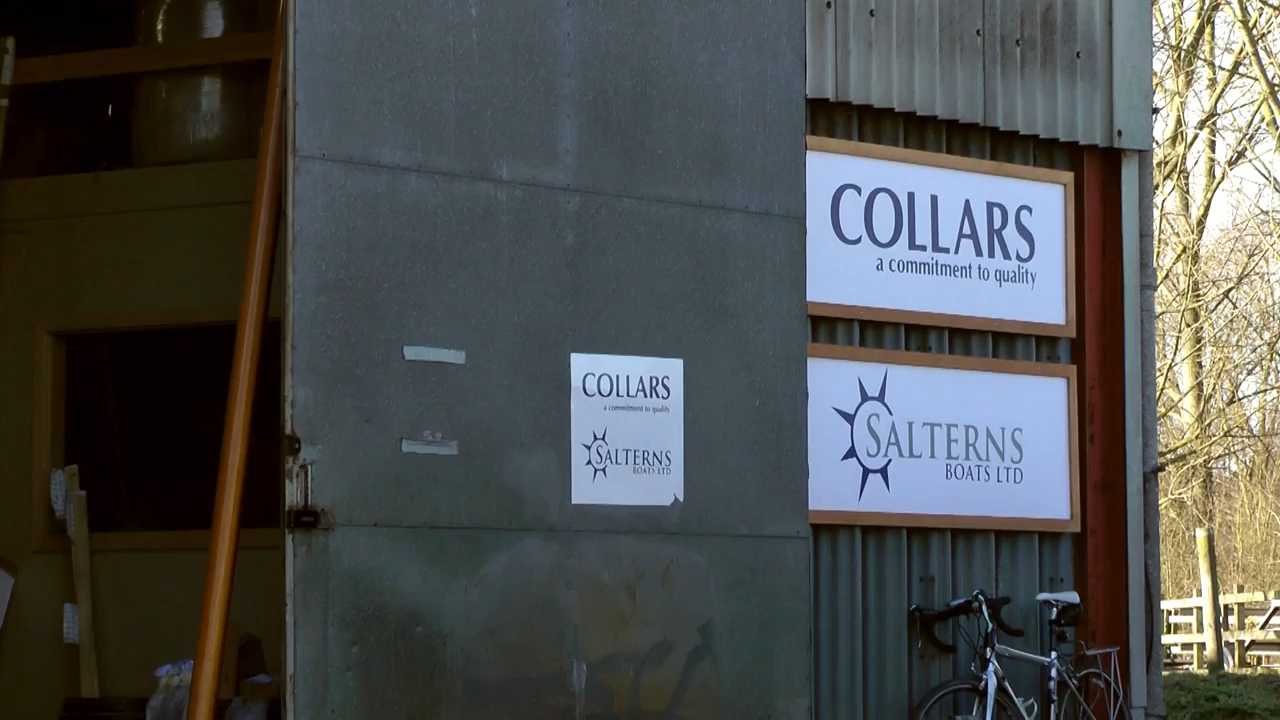 COLLARS
a commitment to quality
SALTERNS
BOATS LTD
COLLARS
a commitment to quality
SALTERNS
BOATS LTD